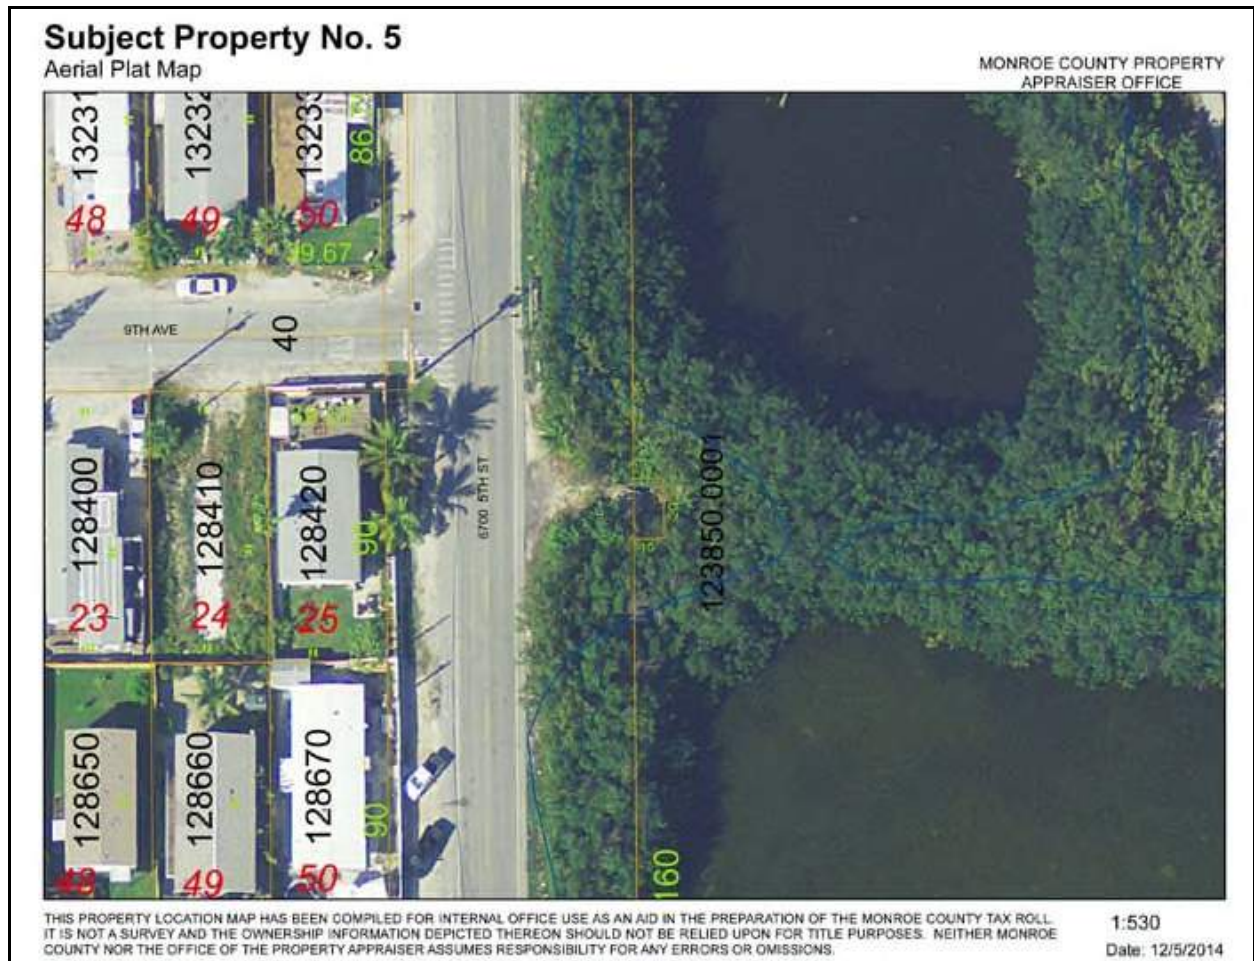 Subject Property No. 5
Aerial Plat Map
MONROE COUNTY PROPERTY
APPRAISER OFFICE
13231
13232
13233
86.3
48
49
50
39.67
9TH AVE
40
6700 5TH ST
128400
128410
128420
90
23
24
25
123850.0001
128650
128660
128670
90
48
49
50
160
THIS PROPERTY LOCATION MAP HAS BEEN COMPILED FOR INTERNAL OFFICE USE AS AN AID IN THE PREPARATION OF THE MONROE COUNTY TAX ROLL.
IT IS NOT A SURVEY AND THE OWNERSHIP INFORMATION DEPICTED THEREON SHOULD NOT BE RELIED UPON FOR TITLE PURPOSES. NEITHER MONROE
COUNTY NOR THE OFFICE OF THE PROPERTY APPRAISER ASSUMES RESPONSIBILITY FOR ANY ERRORS OR OMISSIONS.
1:530
Date: 12/5/2014